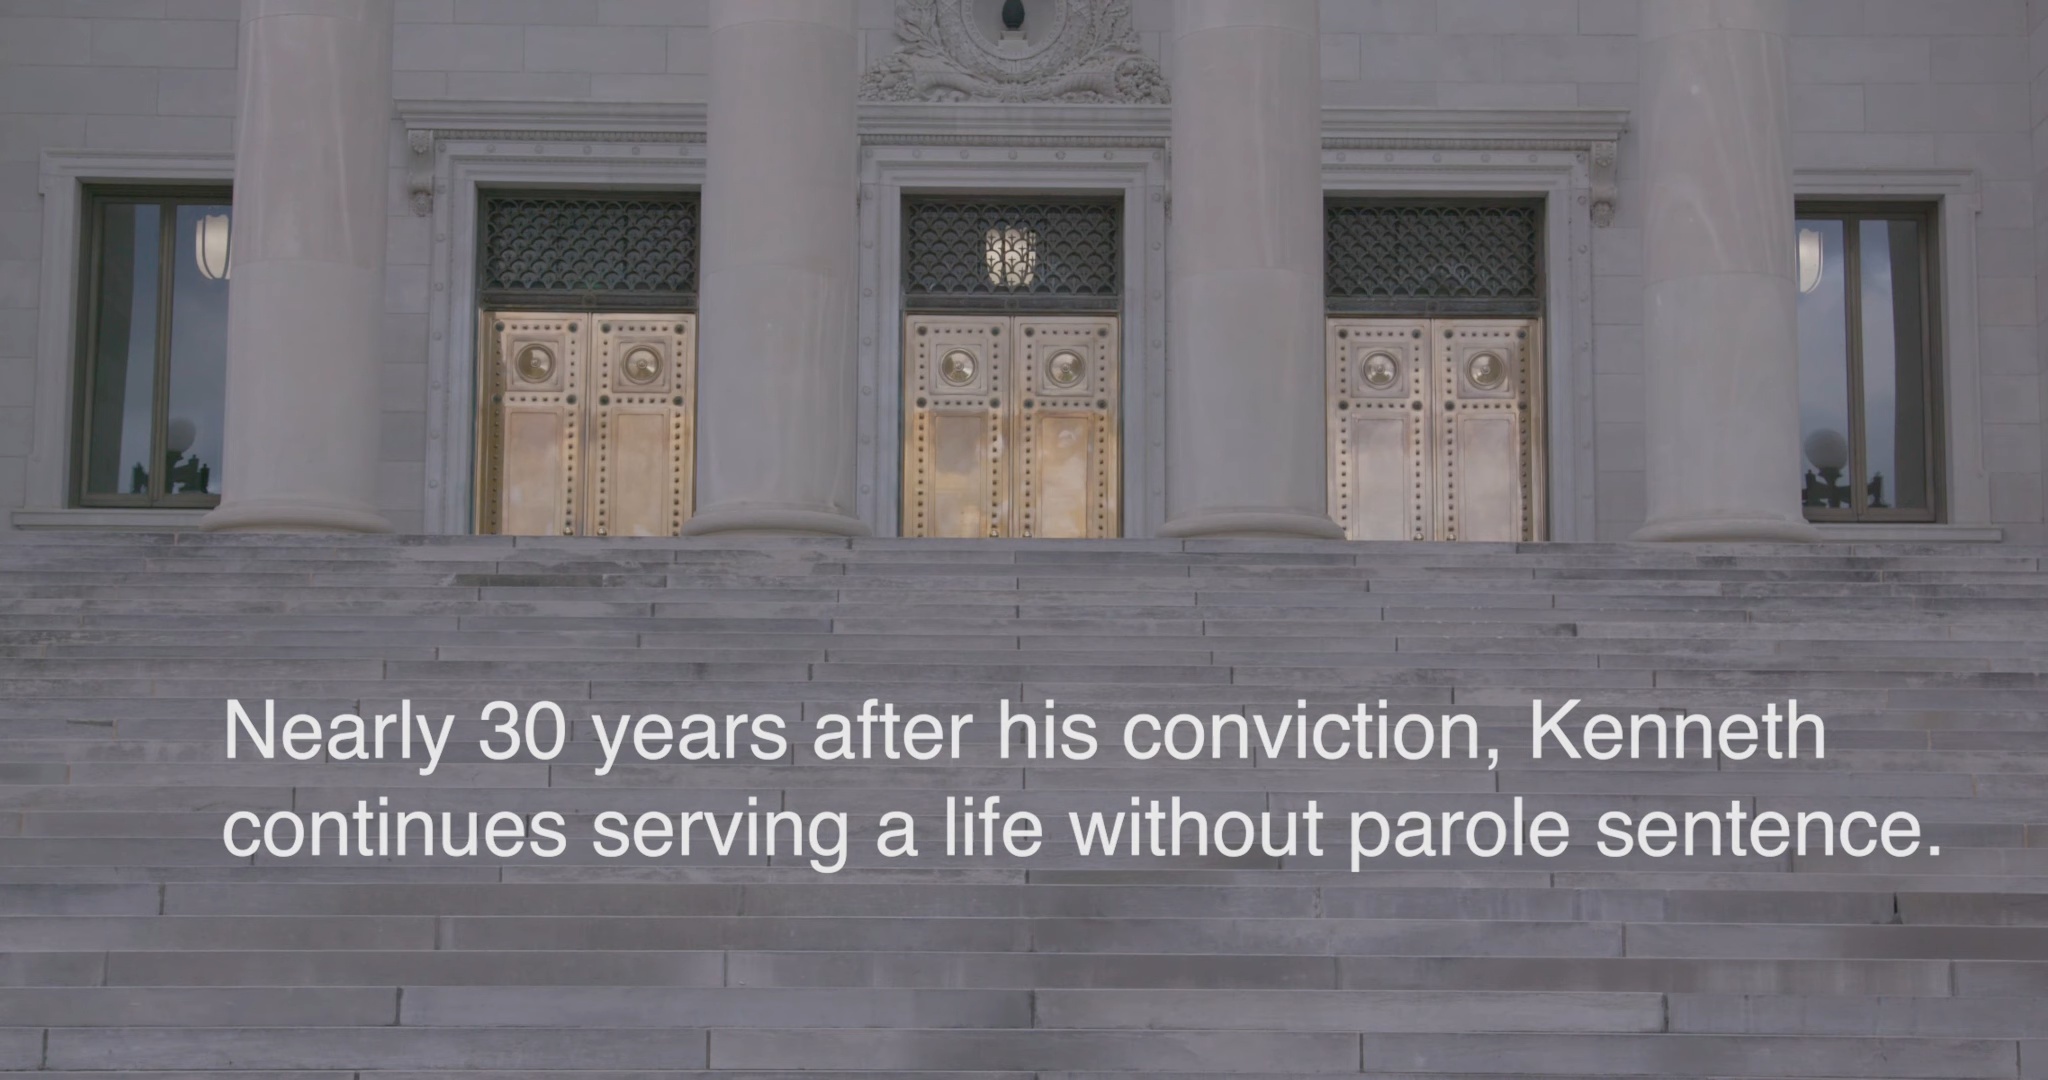 Nearly 30 years after his conviction, Kenneth
continues serving a life without parole sentence.